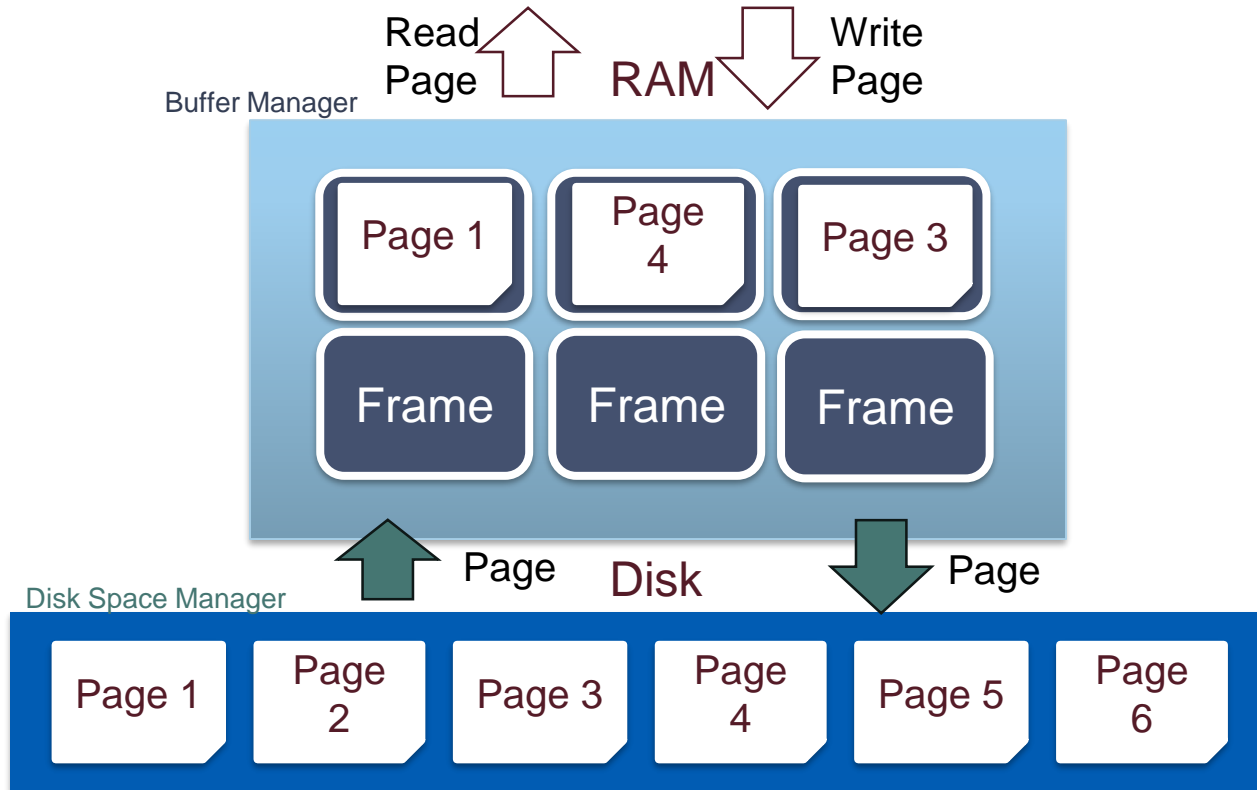 Read
Page
RAM
Write
Page
Buffer Manager
Page 1
Page
4
Page 3
Frame
Frame
Frame
Page
Disk
Page
Disk Space Manager
Page 1
Page
2
Page 3
Page
4
Page 5
Page
6